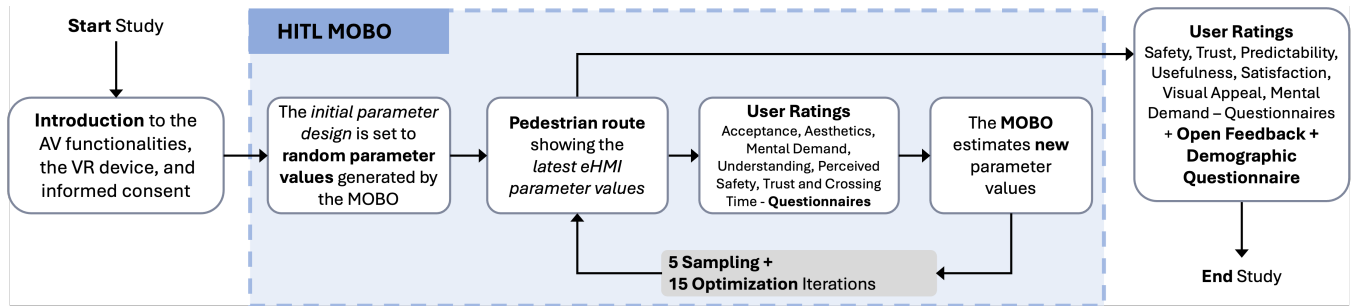 Start Study
Introduction to the
AV functionalities,
the VR device, and
informed consent
HITL MOBO
The initial parameter
design is set to
random parameter
values generated by
the MOBO
Pedestrian route
showing the
latest eHMI
parameter values
User Ratings
Acceptance, Aesthetics,
Mental Demand,
Understanding, Perceived
Safety, Trust and Crossing
Time - Questionnaires
The MOBO
estimates new
parameter
values
5 Sampling +
15 Optimization Iterations
User Ratings
Safety, Trust, Predictability,
Usefulness, Satisfaction,
Visual Appeal, Mental
Demand – Questionnaires
+ Open Feedback +
Demographic
Questionnaire
End Study